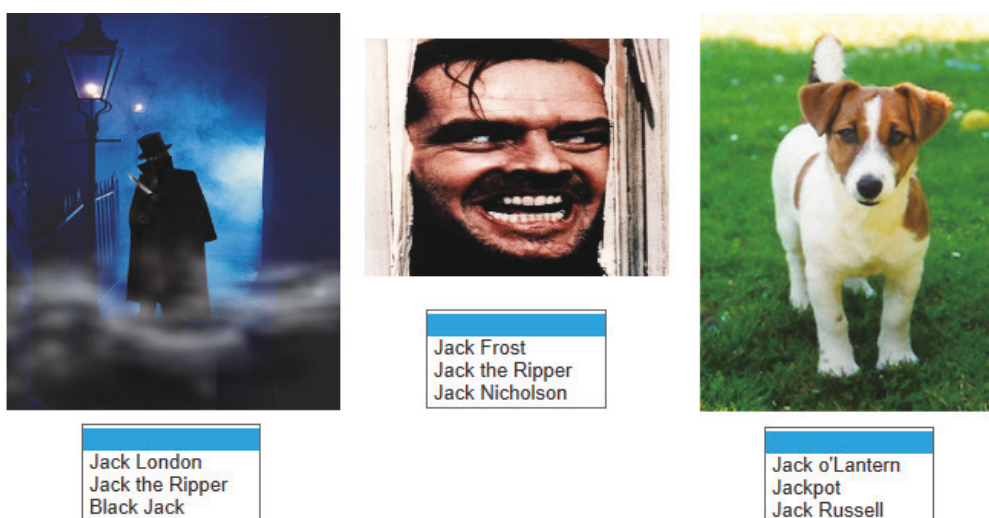 Jack London
Jack the Ripper
Black Jack
Jack Frost
Jack the Ripper
Jack Nicholson
Jack o'Lantern
Jackpot
Jack Russell